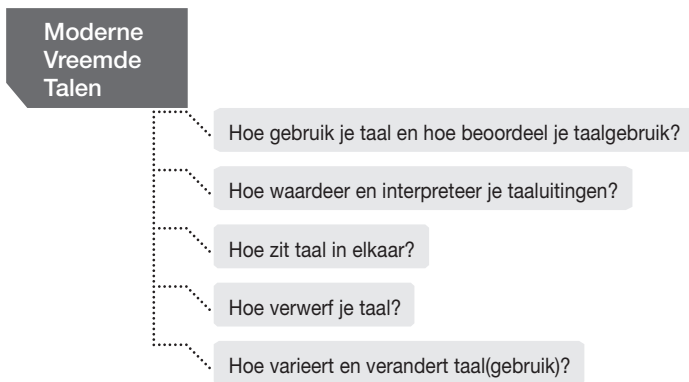 Moderne
Vreemde
Talen
Hoe gebruik je taal en hoe beoordeel je taalgebruik?
Hoe waardeer en interpreteer je taaluitingen?
Hoe zit taal in elkaar?
Hoe verwerf je taal?
Hoe varieert en verandert taal(gebruik)?